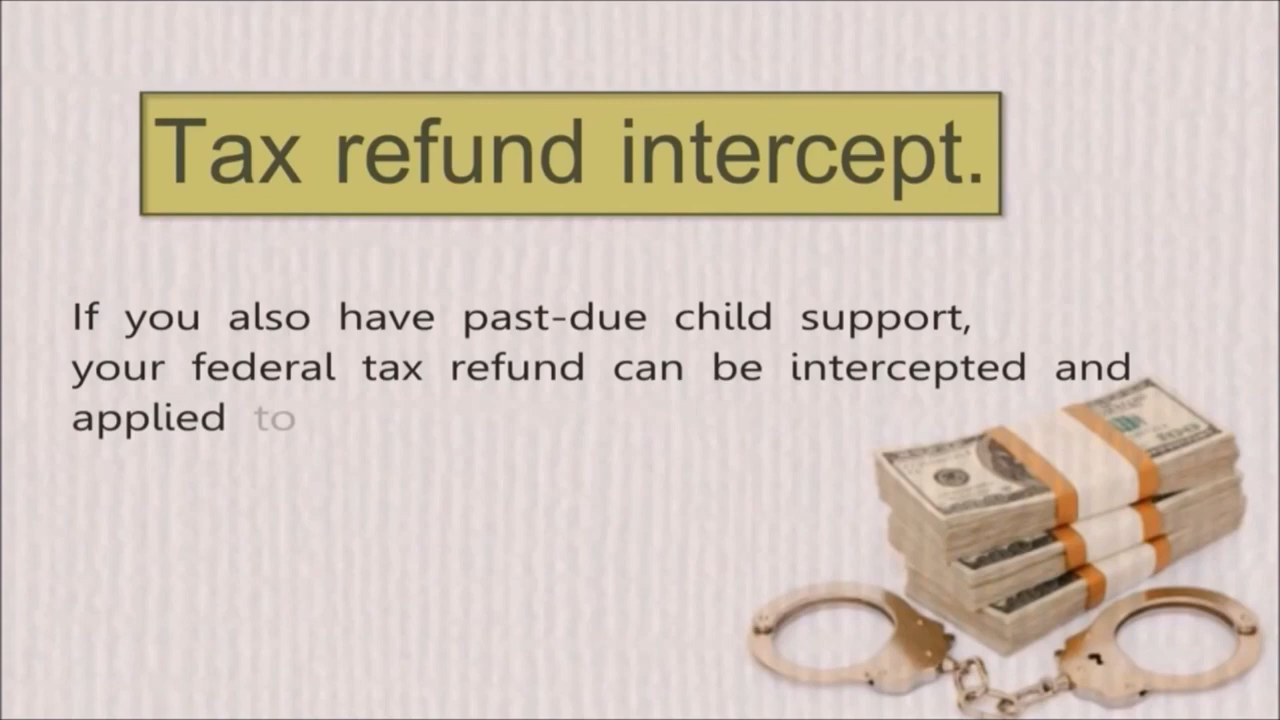 Tax refund intercept.
If you also have past-due child support,
your federal tax refund can be intercepted and
applied to